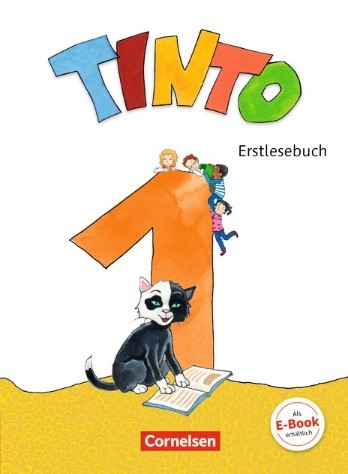 TINTO
Erstlesebuch
1
Als
E-Book
erhältlich
Cornelsen